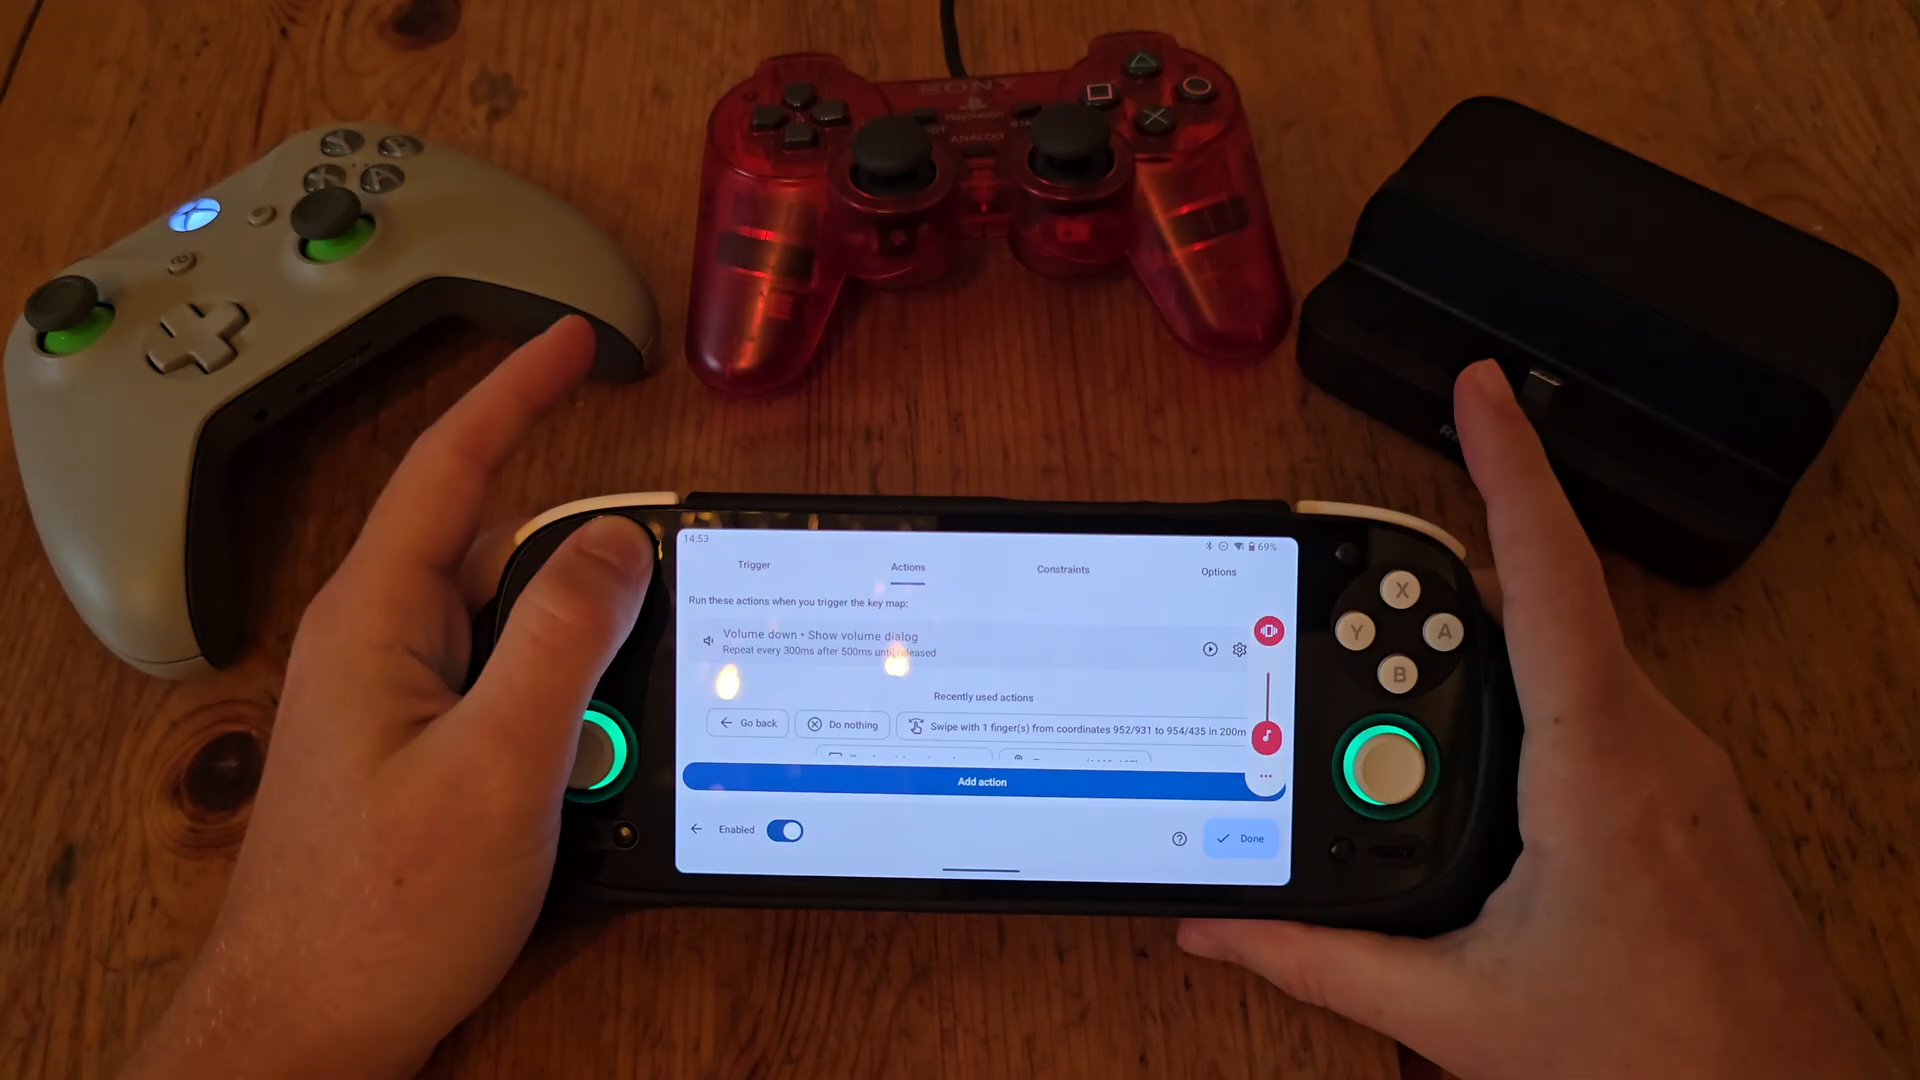 SONY
PlayStation
ANALOG
14:53
69%
Trigger
Actions
Constraints
Options
Run these actions when you trigger the key map:
Volume down • Show volume dialog
Repeat every 300ms after 500ms until released
Recently used actions
Go back
Do nothing
Swipe with 1 finger(s) from coordinates 952/931 to 954/435 in 200m
Add action
Enabled
Done
X
Y
A
B